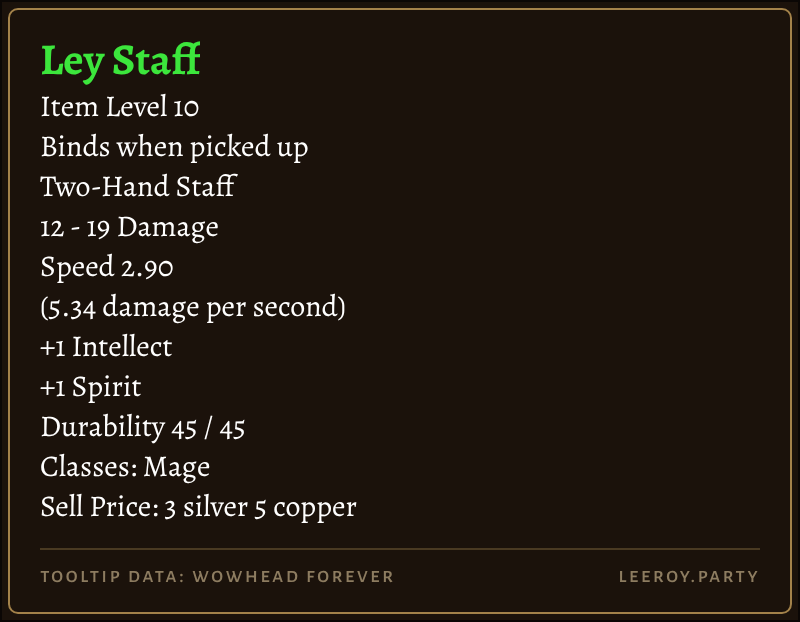 Ley Staff
Item Level 10
Binds when picked up
Two-Hand Staff
12 - 19 Damage
Speed 2.90
(5.34 damage per second)
+1 Intellect
+1 Spirit
Durability 45 / 45
Classes: Mage
Sell Price: 3 silver 5 copper
TOOLTIP DATA: WOWHEAD FOREVER
LEEROY.PARTY